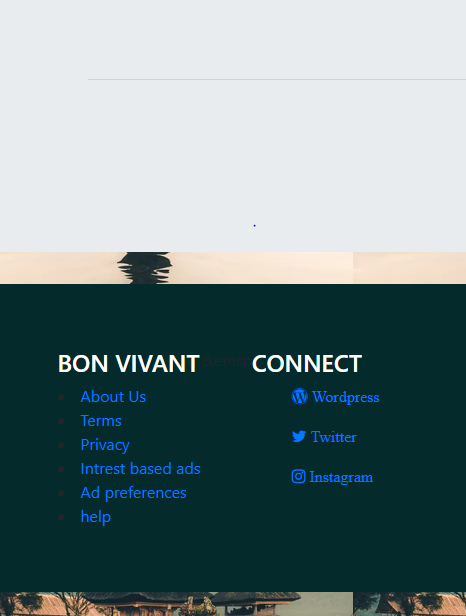 BON VIVANT
About Us
Terms
Privacy
Intrest based ads
Ad preferences
help
CONNECT
Wordpress
Twitter
Instagram